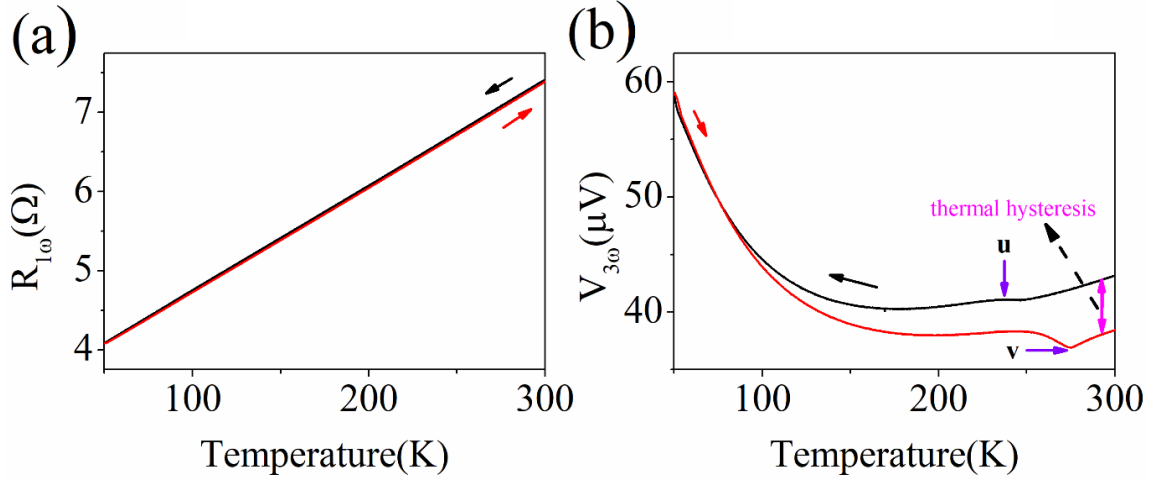 (a)
R1ω(Ω)
7
6
5
4
100
200
300
Temperature(K)
(b)
V3ω(μV)
60
50
40
thermal hysteresis
u
v
100
200
300
Temperature(K)